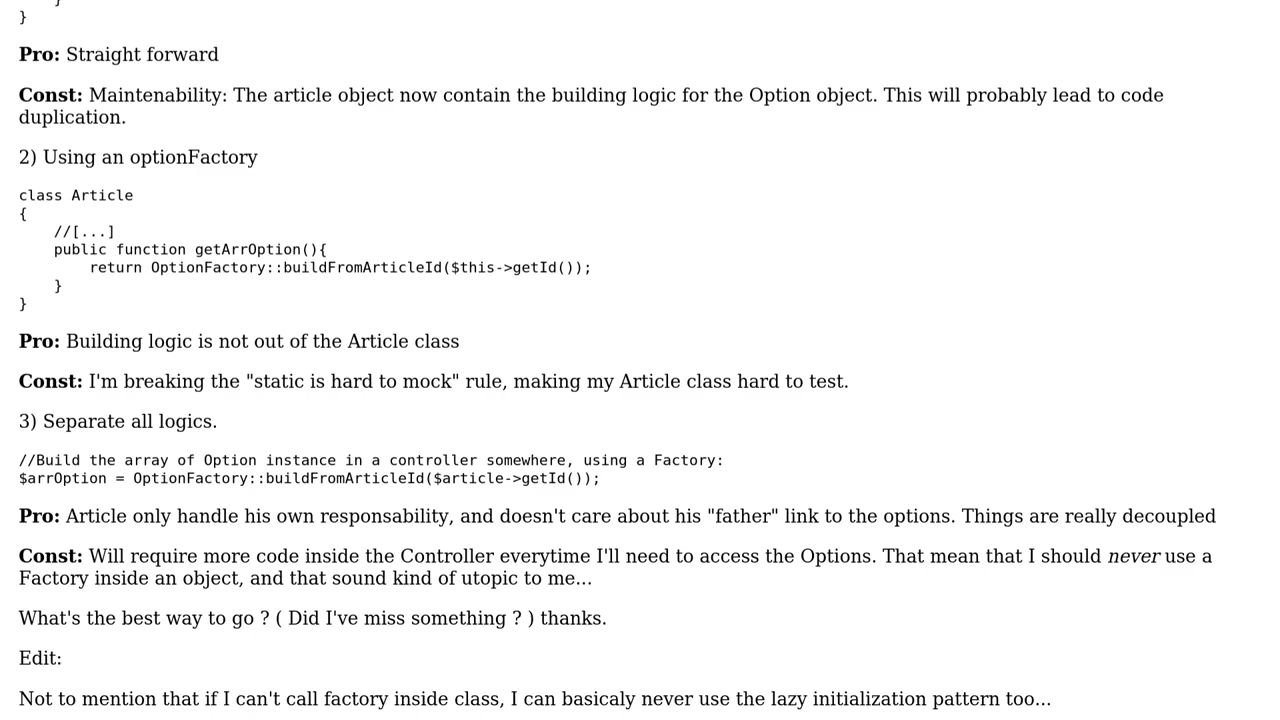 }
Pro: Straight forward
Const: Maintenability: The article object now contain the building logic for the Option object. This will probably lead to code
duplication.
2) Using an optionFactory
class Article
{
    //[...]
    public function getArrOption(){
        return OptionFactory::buildFromArticleId($this->getId());
    }
}
Pro: Building logic is not out of the Article class
Const: I'm breaking the "static is hard to mock" rule, making my Article class hard to test.
3) Separate all logics.
//Build the array of Option instance in a controller somewhere, using a Factory:
$arrOption = OptionFactory::buildFromArticleId($article->getId());
Pro: Article only handle his own responsability, and doesn't care about his "father" link to the options. Things are really decoupled
Const: Will require more code inside the Controller everytime I'll need to access the Options. That mean that I should never use a
Factory inside an object, and that sound kind of utopic to me...
What's the best way to go ? ( Did I've miss something ? ) thanks.
Edit:
Not to mention that if I can't call factory inside class, I can basicaly never use the lazy initialization pattern too...